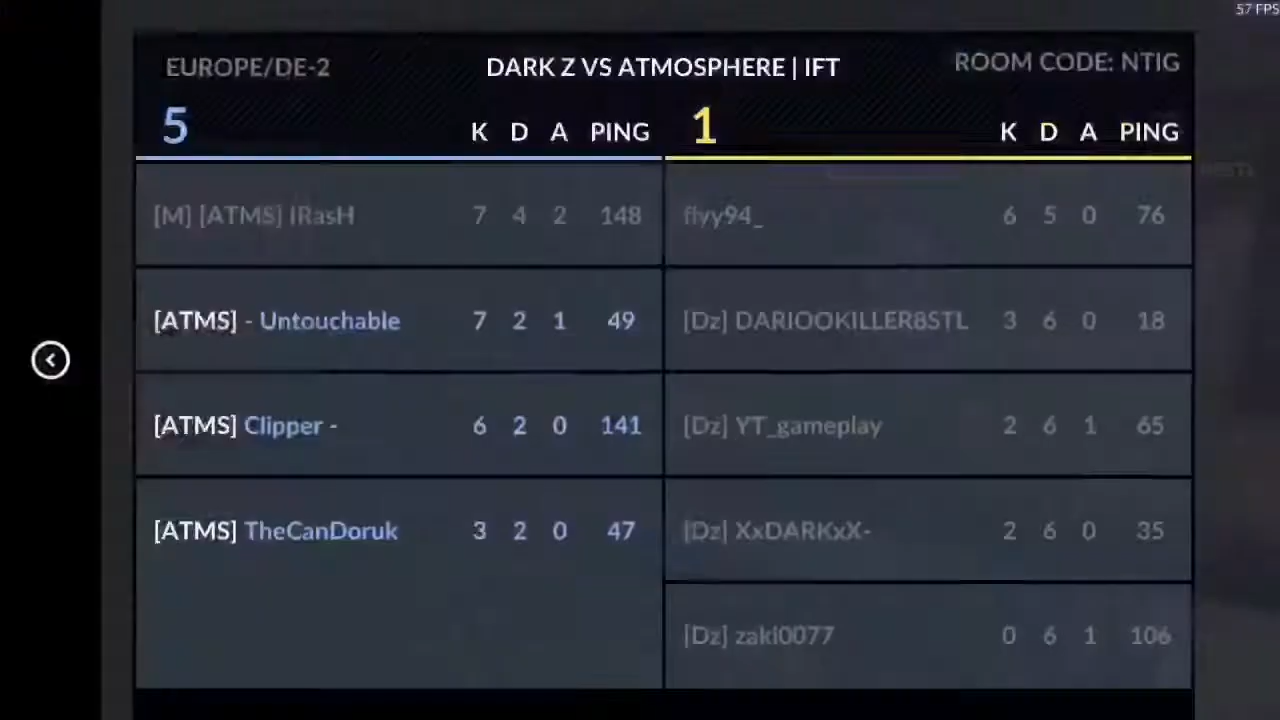 57 FPS
EUROPE/DE-2 DARK Z VS ATMOSPHERE | IFT ROOM CODE: NTIG
5 K D A PING 1 K D A PING
[M] [ATMS] IRasH 7 4 2 148 flyy94_ 6 5 0 76
[ATMS] - Untouchable 7 2 1 49 [Dz] DARIOOKILLER8STL 3 6 0 18
[ATMS] Clipper - 6 2 0 141 [Dz] YT_gameplay 2 6 1 65
[ATMS] TheCanDoruk 3 2 0 47 [Dz] XxDARKxX- 2 6 0 35
[Dz] zaki0077 0 6 1 106